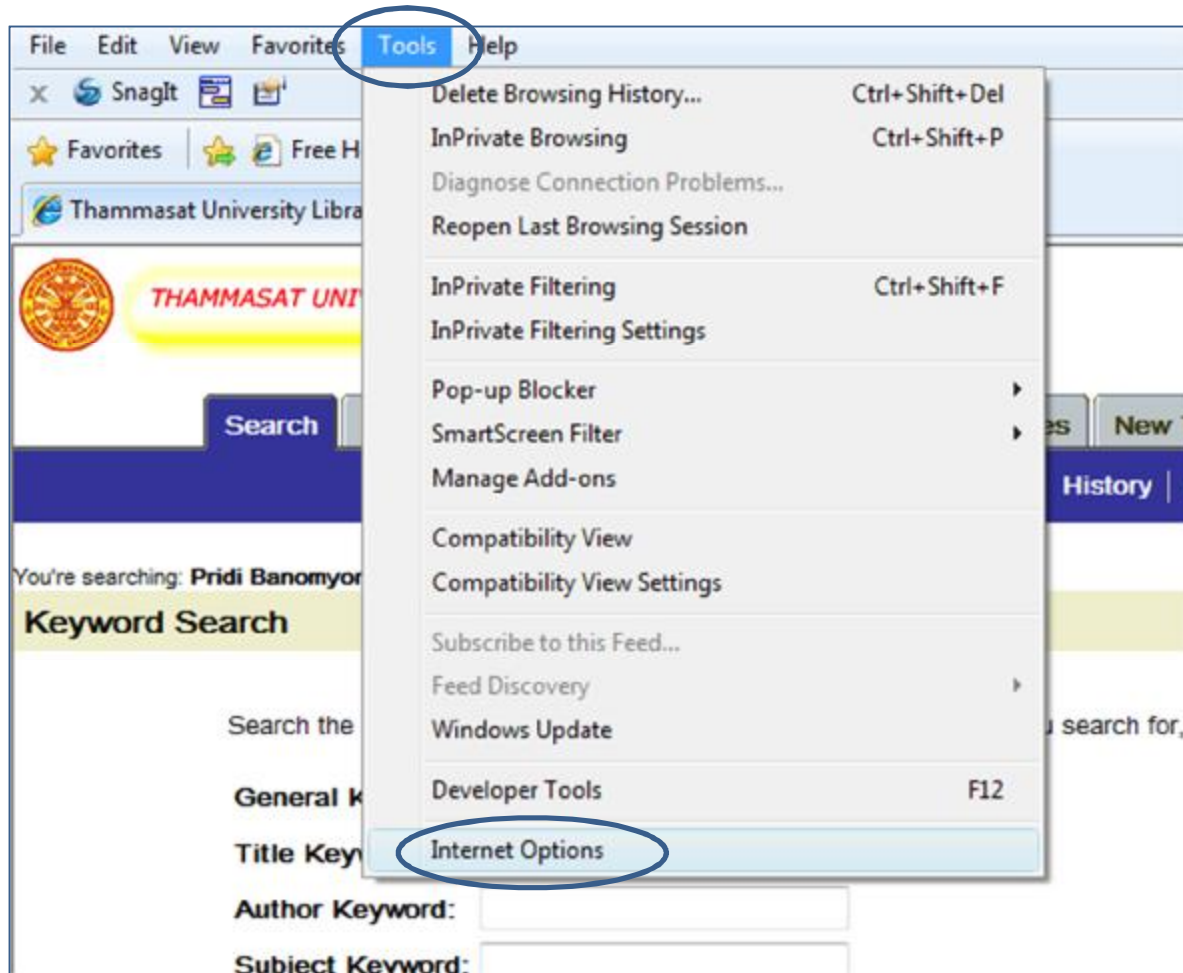 File Edit View Favorites Tools Help
x SnagIt
Favorites Free H
Thammasat University Libra
Delete Browsing History... Ctrl+Shift+Del
InPrivate Browsing Ctrl+Shift+P
Diagnose Connection Problems...
Reopen Last Browsing Session
InPrivate Filtering Ctrl+Shift+F
InPrivate Filtering Settings
Pop-up Blocker
SmartScreen Filter
Manage Add-ons
Compatibility View
Compatibility View Settings
Subscribe to this Feed...
Feed Discovery
Windows Update
Developer Tools F12
Internet Options
THAMMASAT UNI
Search es New
History |
You're searching: Pridi Banomyon
Keyword Search
Search the u search for,
General K
Title Keyw
Author Keyword:
Subject Keyword: